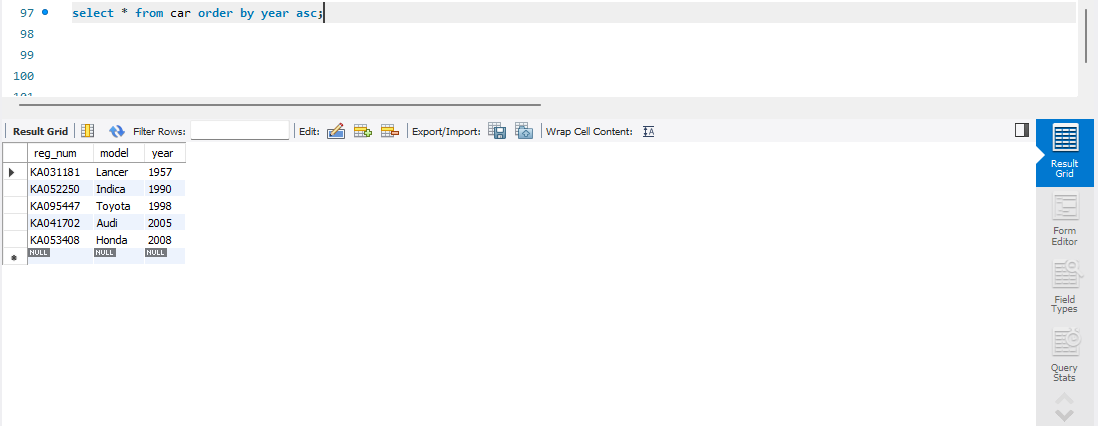 97 select * from car order by year asc;
98
99
100
Result Grid Filter Rows: Edit: Export/Import: Wrap Cell Content: IA
reg_num model year
KA031181 Lancer 1957
KA052250 Indica 1990
KA095447 Toyota 1998
KA041702 Audi 2005
KA053408 Honda 2008
NULL NULL NULL
Result
Grid
Form
Editor
Field
Types
Query
Stats